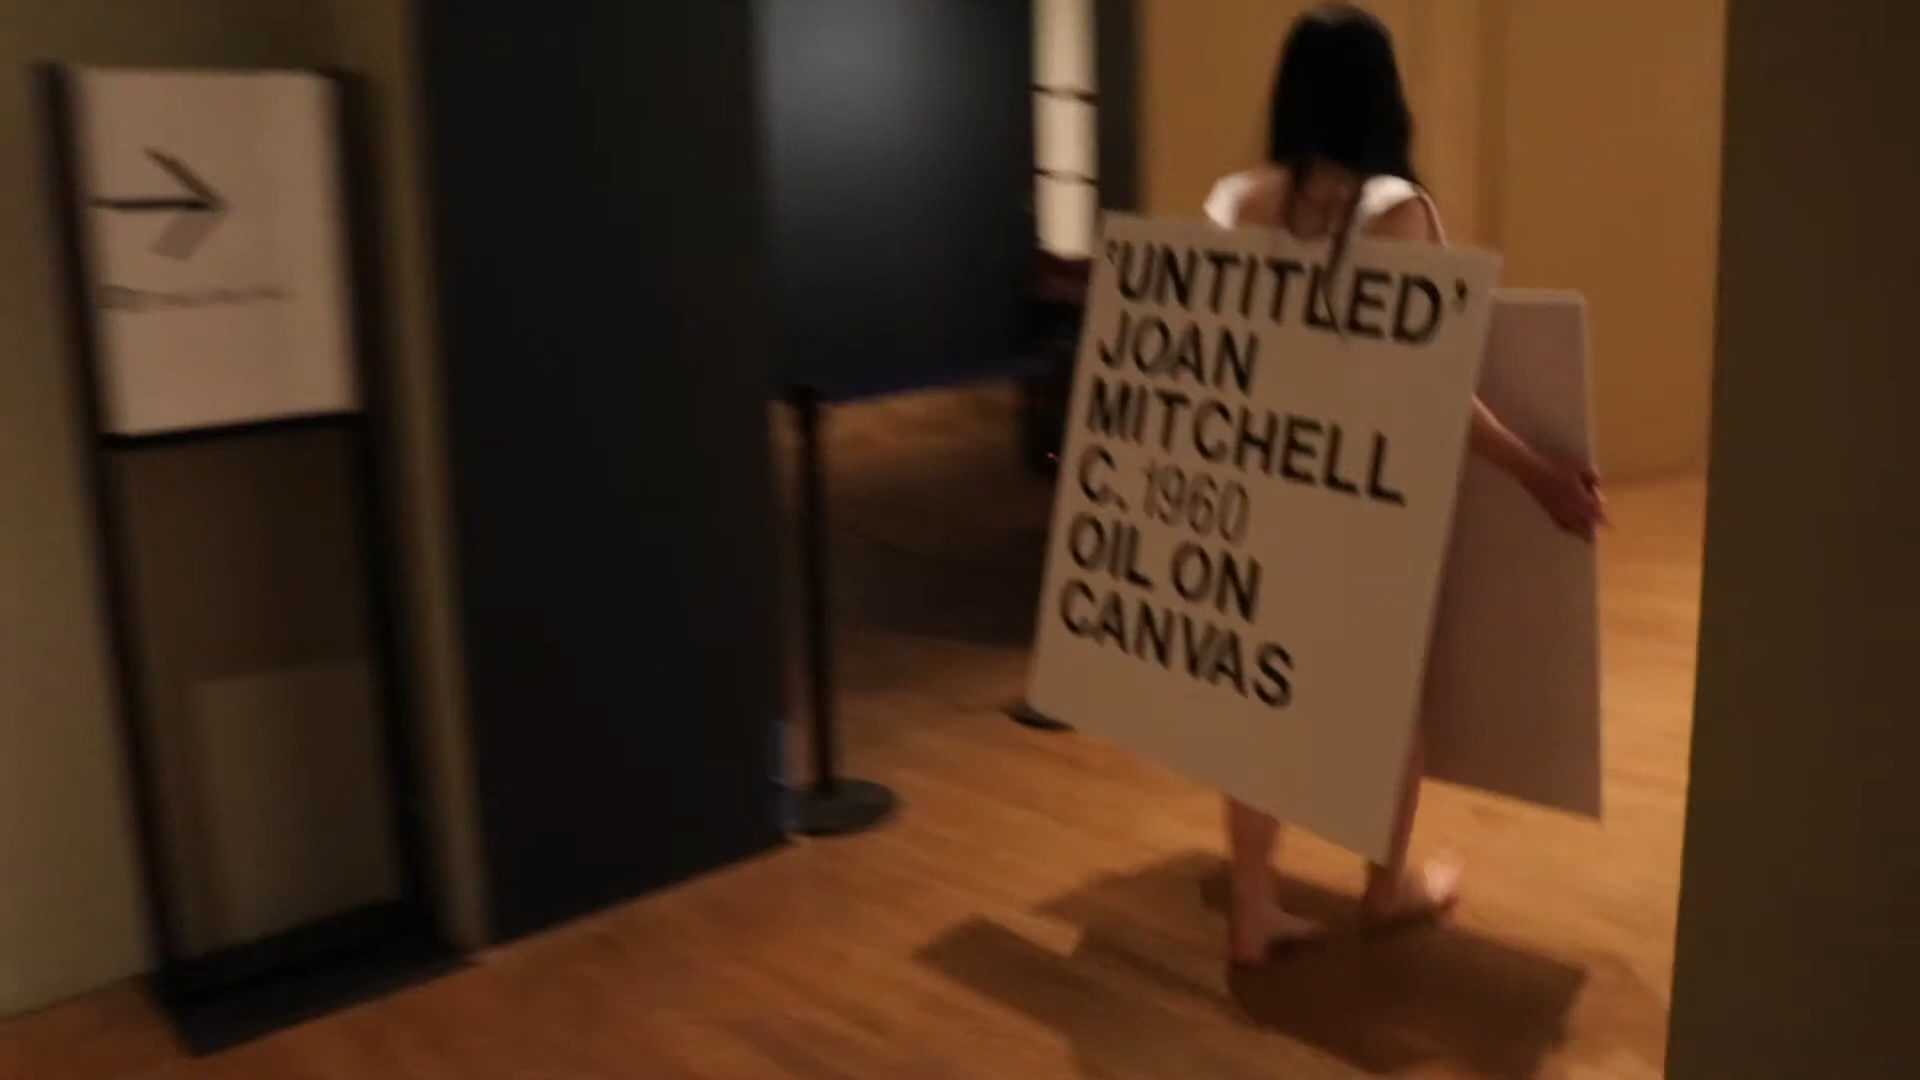 'UNTITLED'
JOAN
MITCHELL
C. 1960
OIL ON
CANVAS